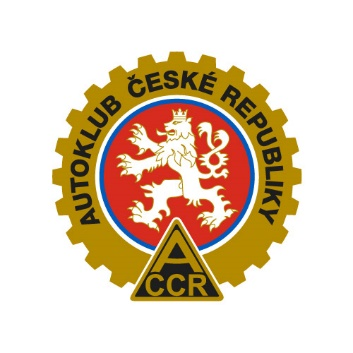 AUTOKLUB ČESKÉ REPUBLIKY
A
CCR